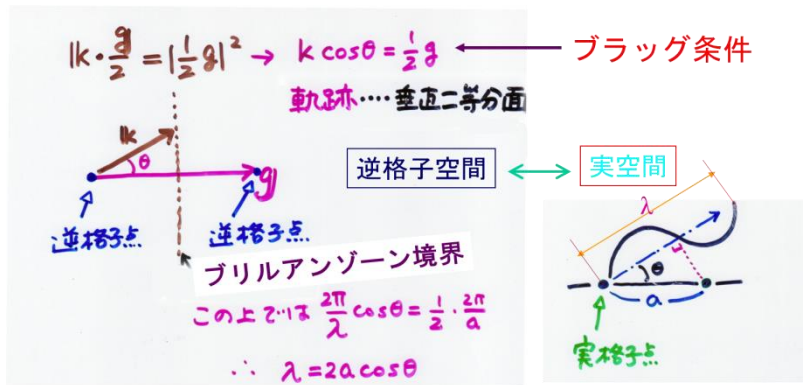 𝐤・g/2 = |1/2 g|² → k cosθ = 1/2 g
ブラッグ条件
軌跡‥‥垂直二等分面
𝐤
θ
g
逆格子点
逆格子点
逆格子空間
実空間
ブリルアンゾーン境界
この上では 2π/λ cosθ = 1/2・2π/a
∴ λ = 2a cosθ
λ
θ
a
実格子点